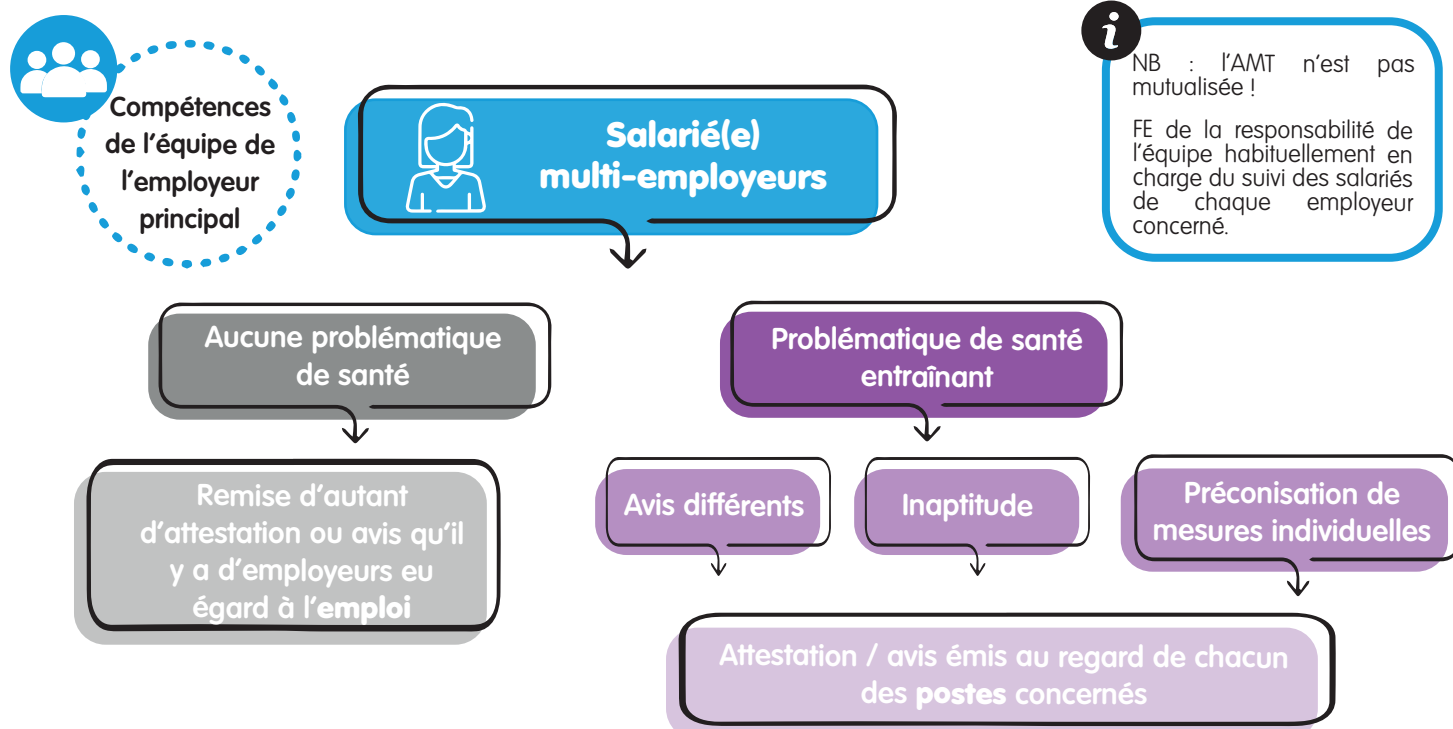 Compétences
de l'équipe de
l'employeur
principal
Salarié(e)
multi-employeurs
i
NB : l'AMT n'est pas
mutualisée !
FE de la responsabilité de
l'équipe habituellement en
charge du suivi des salariés
de chaque employeur
concerné.
Aucune problématique
de santé
Problématique de santé
entraînant
Remise d'autant
d'attestation ou avis qu'il
y a d'employeurs eu
égard à l'emploi
Avis différents
Inaptitude
Préconisation de
mesures individuelles
Attestation / avis émis au regard de chacun
des postes concernés